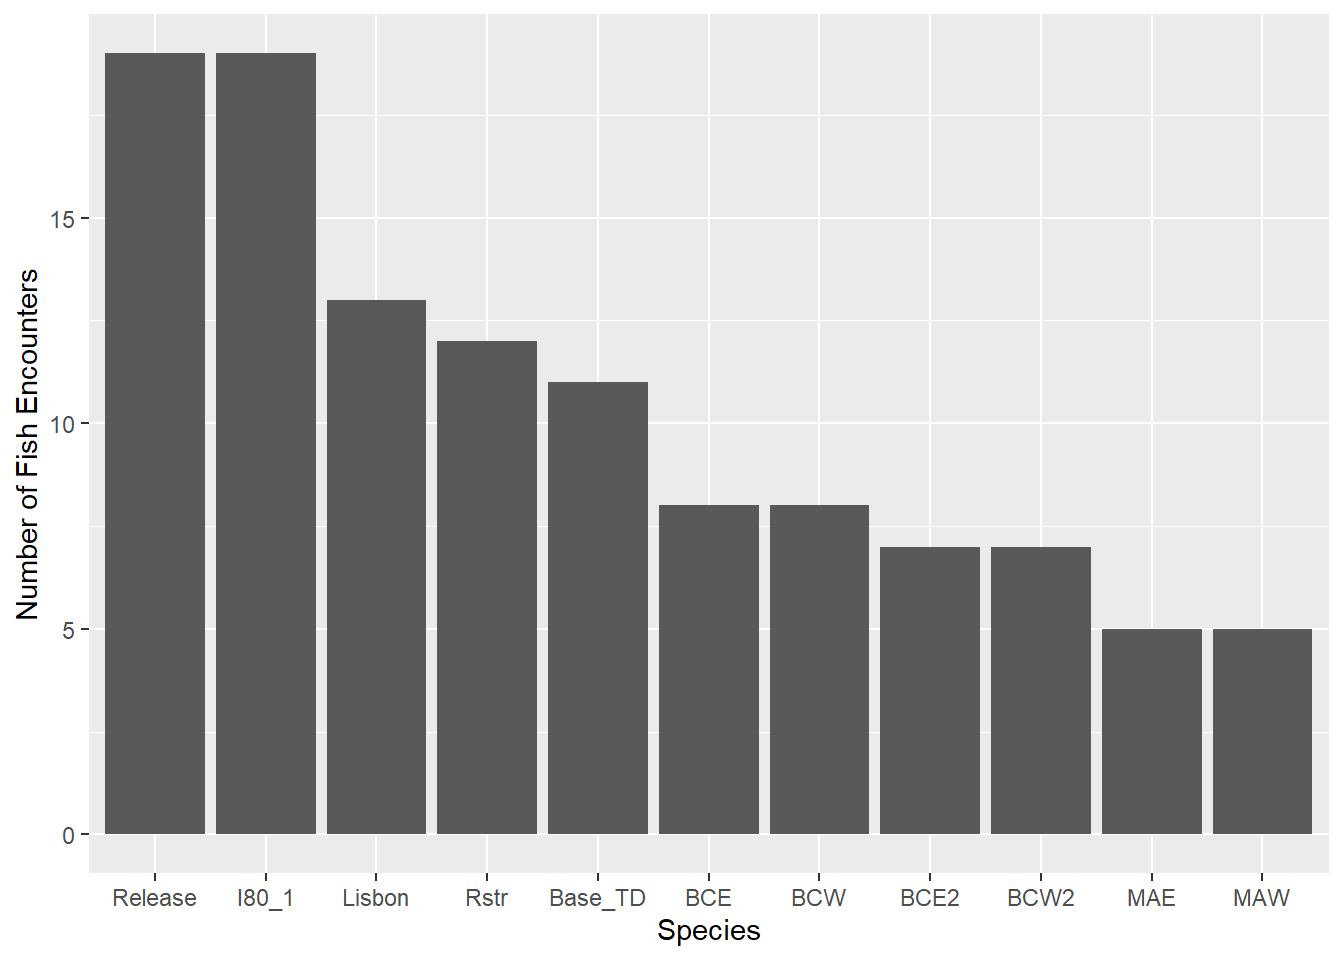 Number of Fish Encounters
15
10
5
0
Release I80_1 Lisbon Rstr Base_TD BCE BCW BCE2 BCW2 MAE MAW
Species